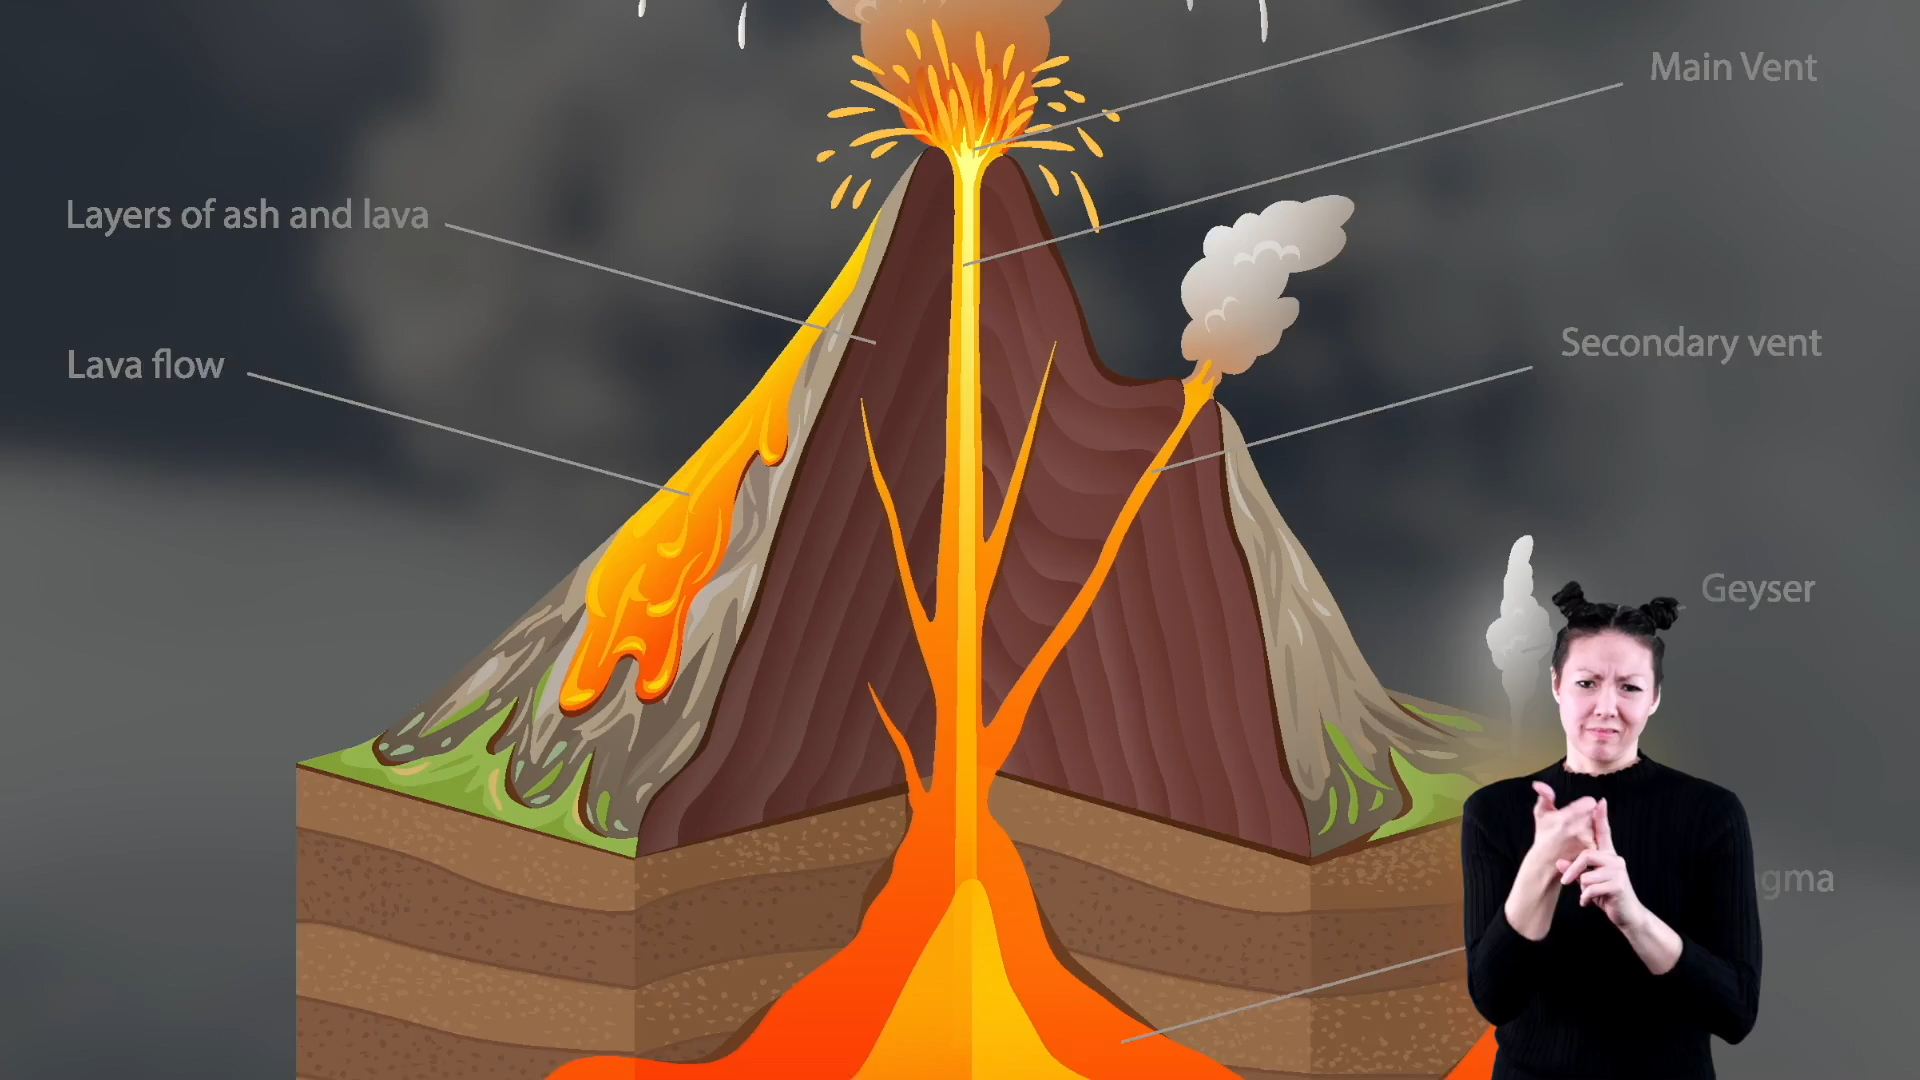 Main Vent
Layers of ash and lava
Secondary vent
Lava flow
Geyser
gma